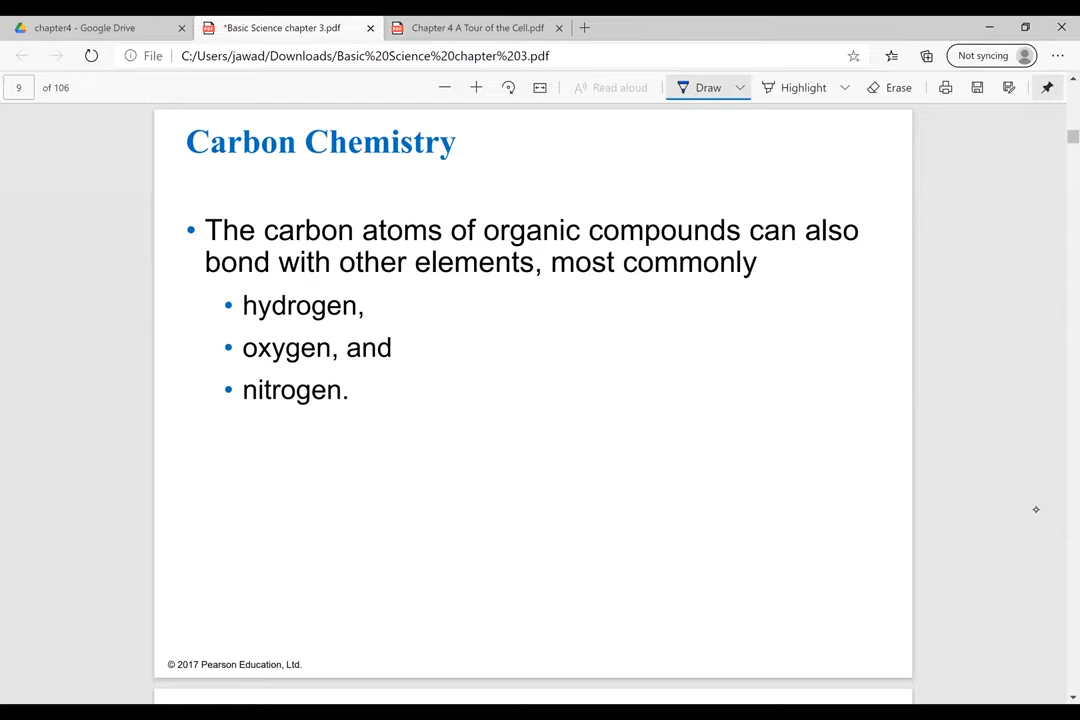 chapter4 - Google Drive
*Basic Science chapter 3.pdf
Chapter 4 A Tour of the Cell.pdf
File
C:/Users/jawad/Downloads/Basic%20Science%20chapter%203.pdf
Not syncing
9 of 106
Read aloud
Draw
Highlight
Erase
Carbon Chemistry
• The carbon atoms of organic compounds can also
bond with other elements, most commonly
• hydrogen,
• oxygen, and
• nitrogen.
© 2017 Pearson Education, Ltd.